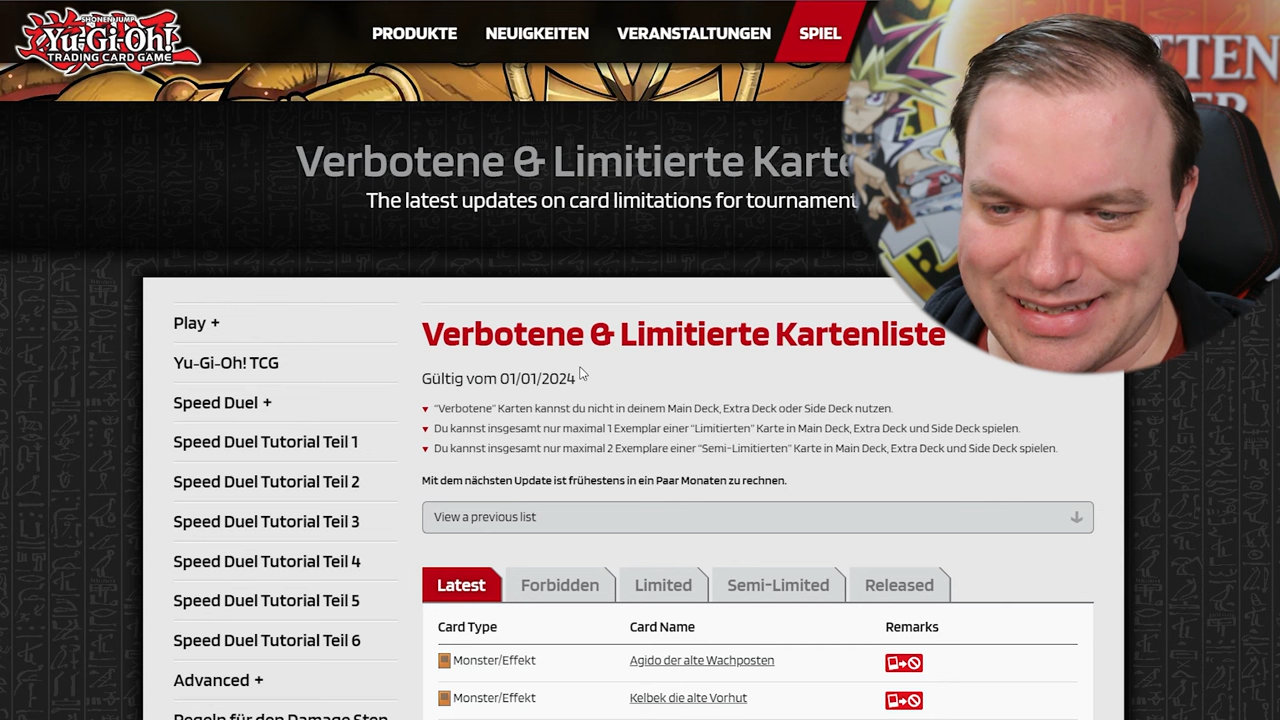 SHONEN JUMP
Yu-Gi-Oh!
TRADING CARD GAME
PRODUKTE NEUIGKEITEN VERANSTALTUNGEN SPIEL
Verbotene & Limitierte Karte
The latest updates on card limitations for tournament
Play +
Yu-Gi-Oh! TCG
Speed Duel +
Speed Duel Tutorial Teil 1
Speed Duel Tutorial Teil 2
Speed Duel Tutorial Teil 3
Speed Duel Tutorial Teil 4
Speed Duel Tutorial Teil 5
Speed Duel Tutorial Teil 6
Advanced +
Regeln für den Damage Step
Verbotene & Limitierte Kartenliste
Gültig vom 01/01/2024
"Verbotene" Karten kannst du nicht in deinem Main Deck, Extra Deck oder Side Deck nutzen.
Du kannst insgesamt nur maximal 1 Exemplar einer "Limitierten" Karte in Main Deck, Extra Deck und Side Deck spielen.
Du kannst insgesamt nur maximal 2 Exemplare einer "Semi-Limitierten" Karte in Main Deck, Extra Deck und Side Deck spielen.
Mit dem nächsten Update ist frühestens in ein Paar Monaten zu rechnen.
View a previous list
Latest Forbidden Limited Semi-Limited Released
Card Type Card Name Remarks
Monster/Effekt Agido der alte Wachposten
Monster/Effekt Kelbek die alte Vorhut